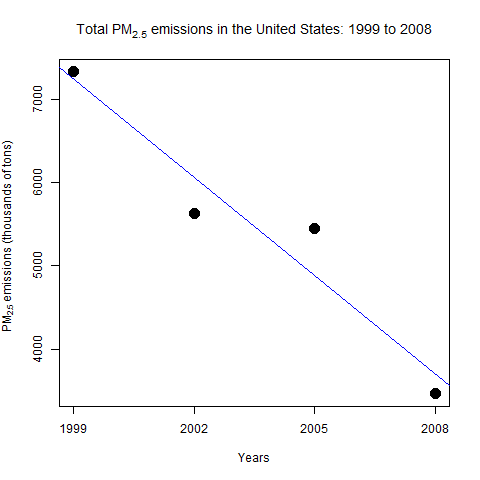 Total PM2.5 emissions in the United States: 1999 to 2008
PM2.5 emissions (thousands of tons)
7000
6000
5000
4000
1999 2002 2005 2008
Years